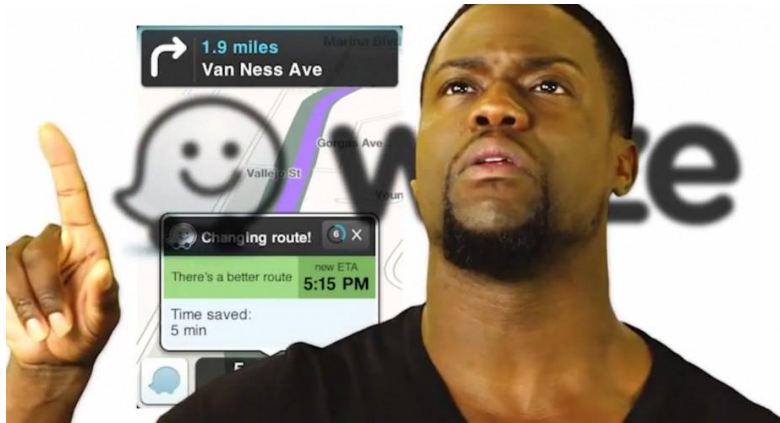 1.9 miles
Marina Blvd
Van Ness Ave
Gorgas Ave
Vallejo St
Changing route! 6 X
There's a better route
new ETA
5:15 PM
Time saved:
5 min